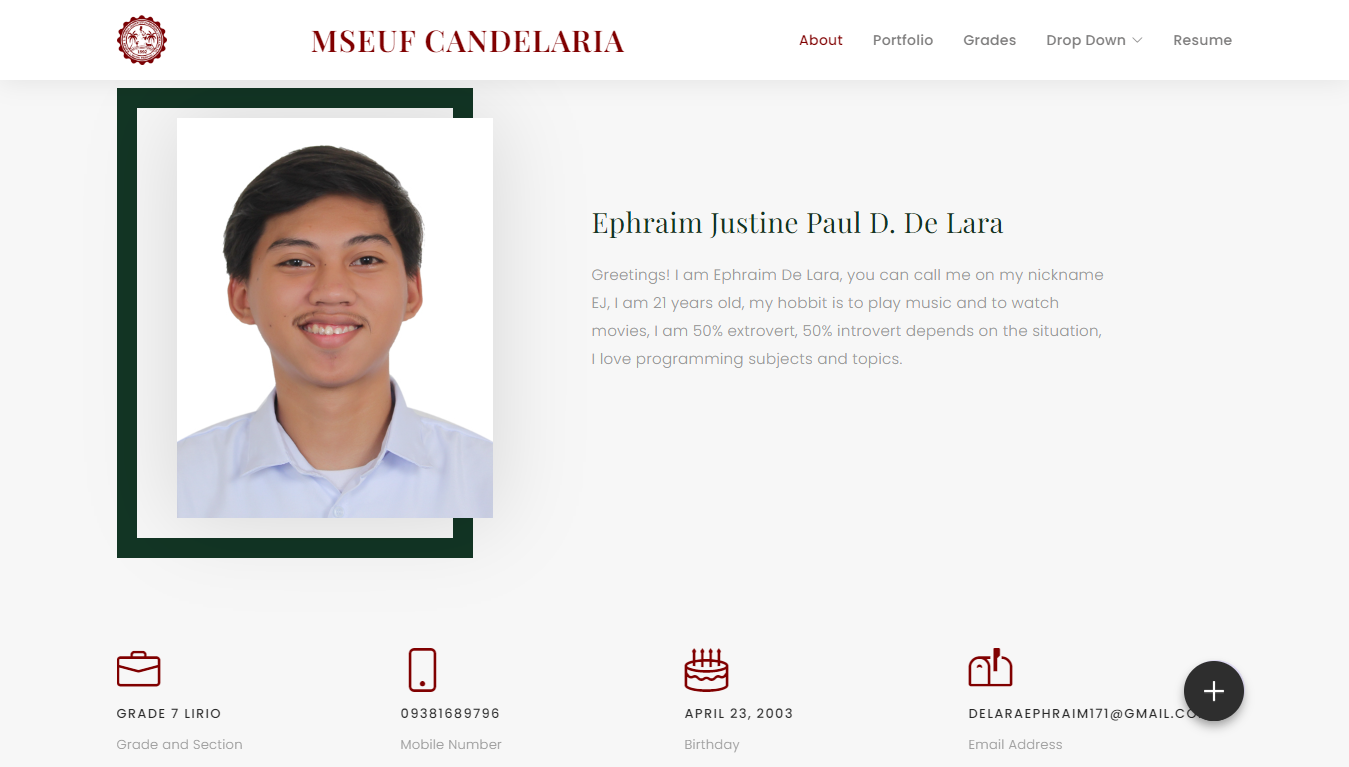 MSEUF CANDELARIA
About Portfolio Grades Drop Down Resume
Ephraim Justine Paul D. De Lara
Greetings! I am Ephraim De Lara, you can call me on my nickname
EJ, I am 21 years old, my hobbit is to play music and to watch
movies, I am 50% extrovert, 50% introvert depends on the situation,
I love programming subjects and topics.
GRADE 7 LIRIO
Grade and Section
09381689796
Mobile Number
APRIL 23, 2003
Birthday
DELARAEPHRAIM171@GMAIL.CO
Email Address